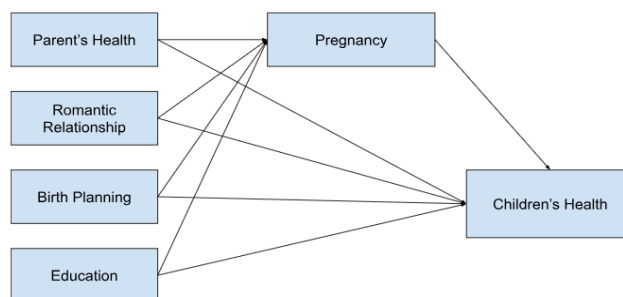 Parent's Health
Pregnancy
Romantic
Relationship
Birth Planning
Children's Health
Education